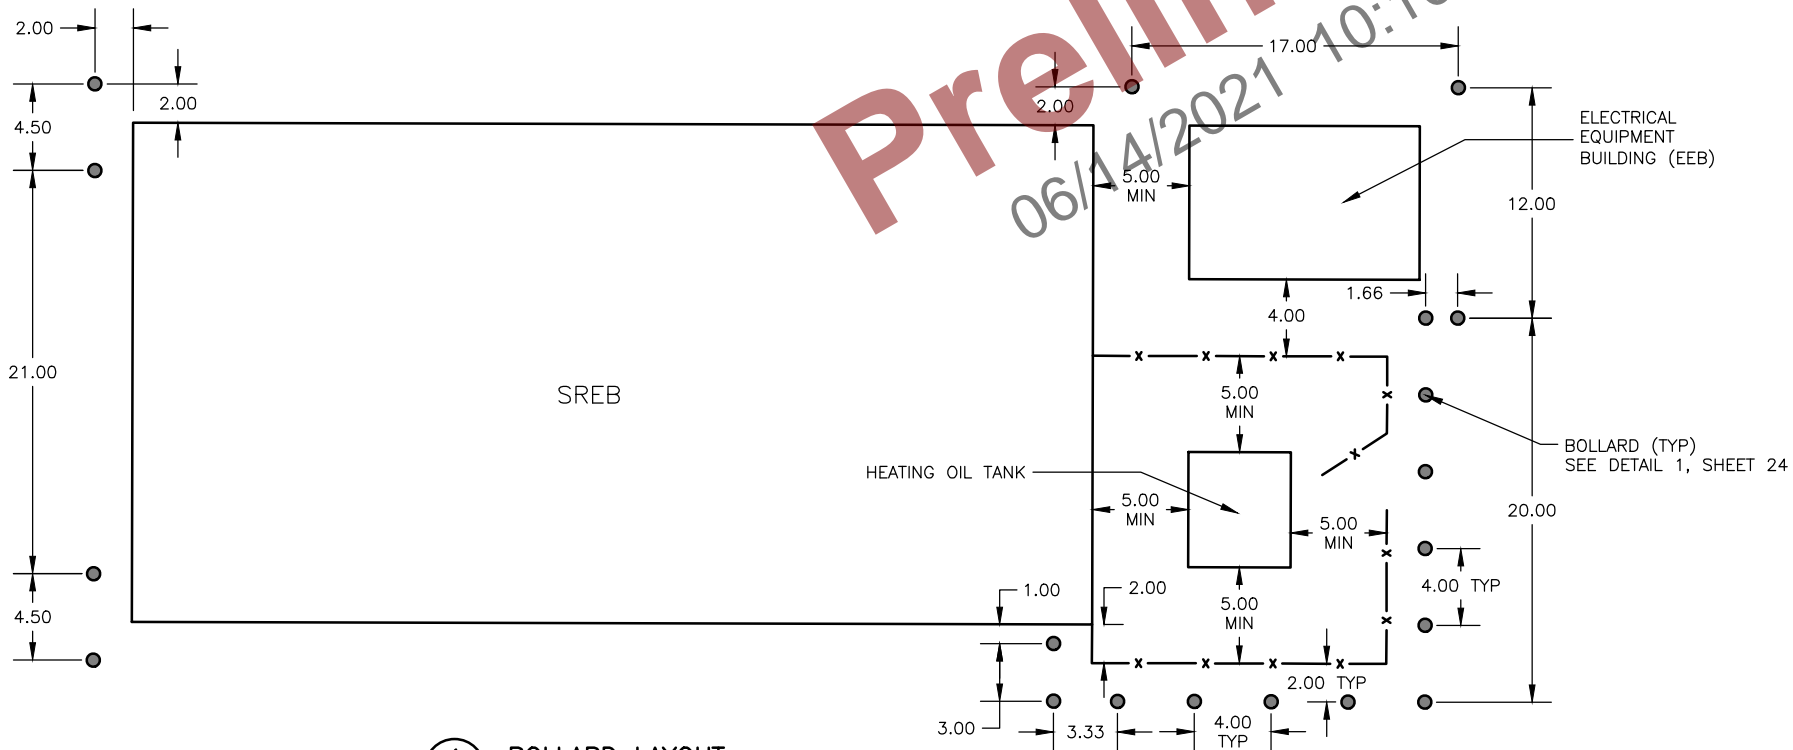 2.00
2.00
4.50
21.00
4.50
SREB
17.00
2.00
5.00
MIN
ELECTRICAL
EQUIPMENT
BUILDING (EEB)
12.00
1.66
4.00
5.00
MIN
BOLLARD (TYP)
SEE DETAIL 1, SHEET 24
HEATING OIL TANK
5.00
MIN
5.00
MIN
20.00
4.00 TYP
1.00
2.00
5.00
MIN
2.00 TYP
3.00
3.33
4.00
TYP
BOLLARD LAYOUT
06/14/2021